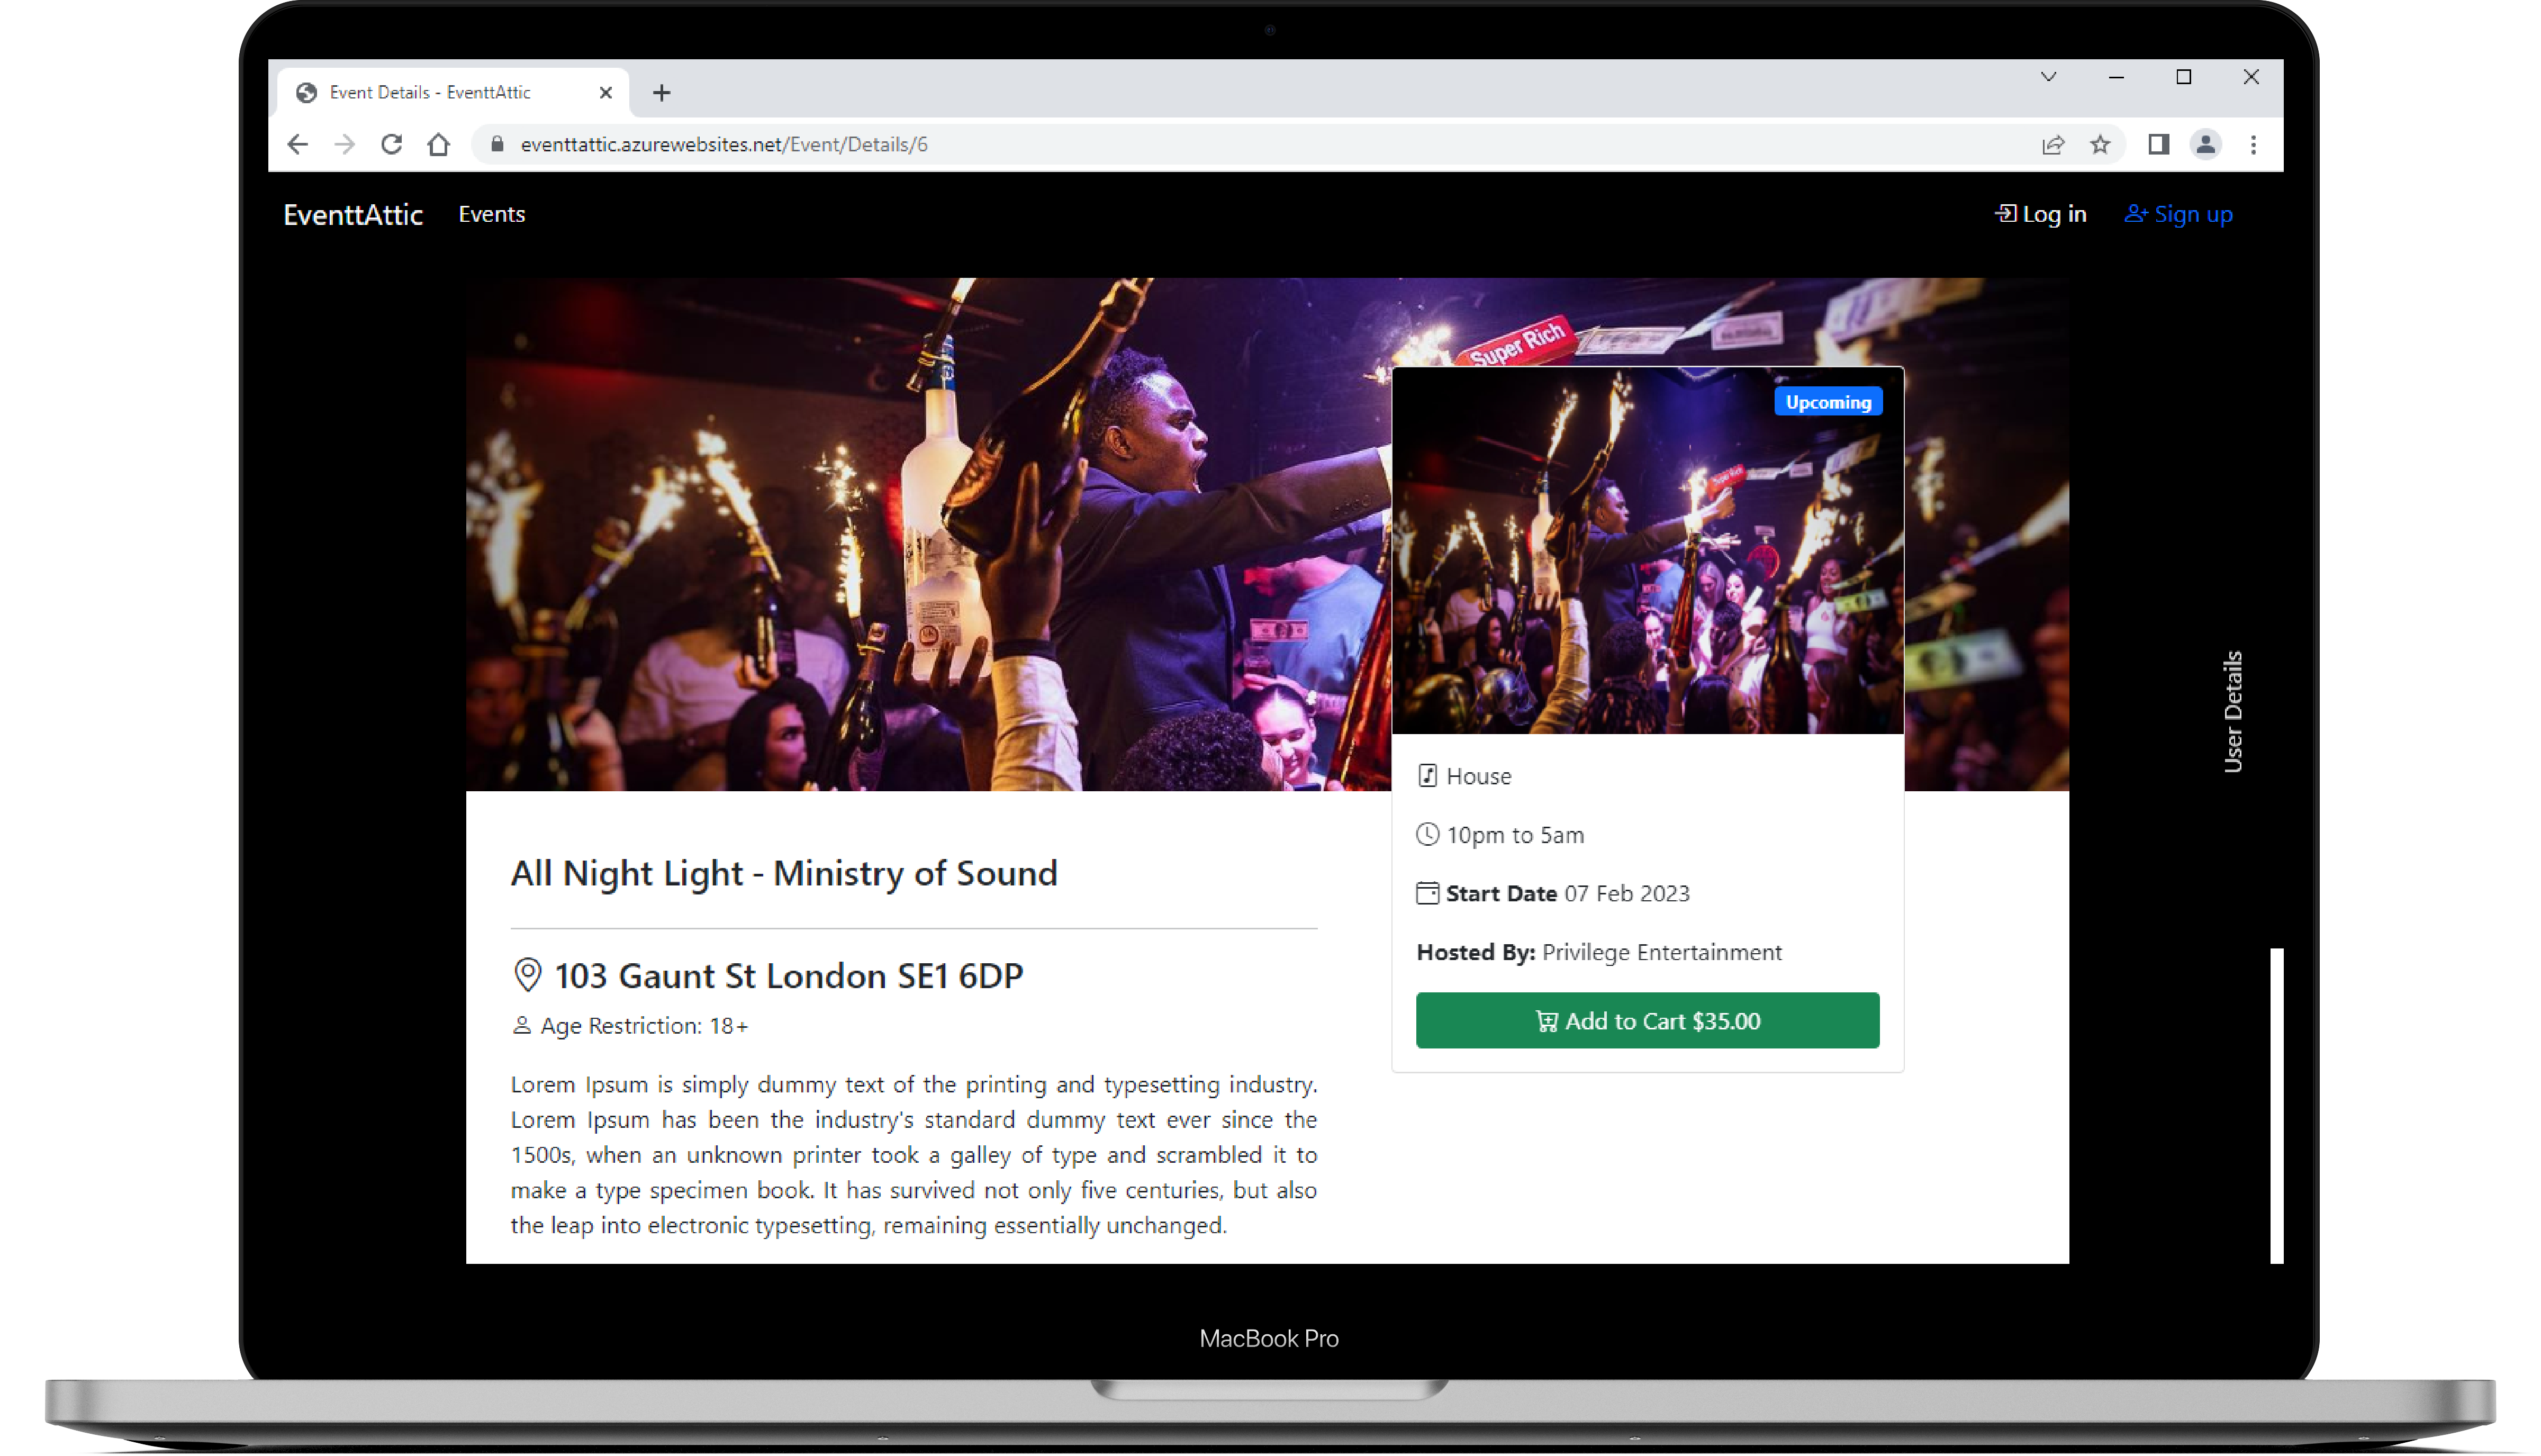 Event Details - EventtAttic
eventtattic.azurewebsites.net/Event/Details/6
EventtAttic Events Log in Sign up
Super Rich
Upcoming
Super Rich
User Details
House
10pm to 5am
Start Date 07 Feb 2023
Hosted By: Privilege Entertainment
Add to Cart $35.00
All Night Light - Ministry of Sound
103 Gaunt St London SE1 6DP
Age Restriction: 18+
Lorem Ipsum is simply dummy text of the printing and typesetting industry.
Lorem Ipsum has been the industry's standard dummy text ever since the
1500s, when an unknown printer took a galley of type and scrambled it to
make a type specimen book. It has survived not only five centuries, but also
the leap into electronic typesetting, remaining essentially unchanged.
MacBook Pro